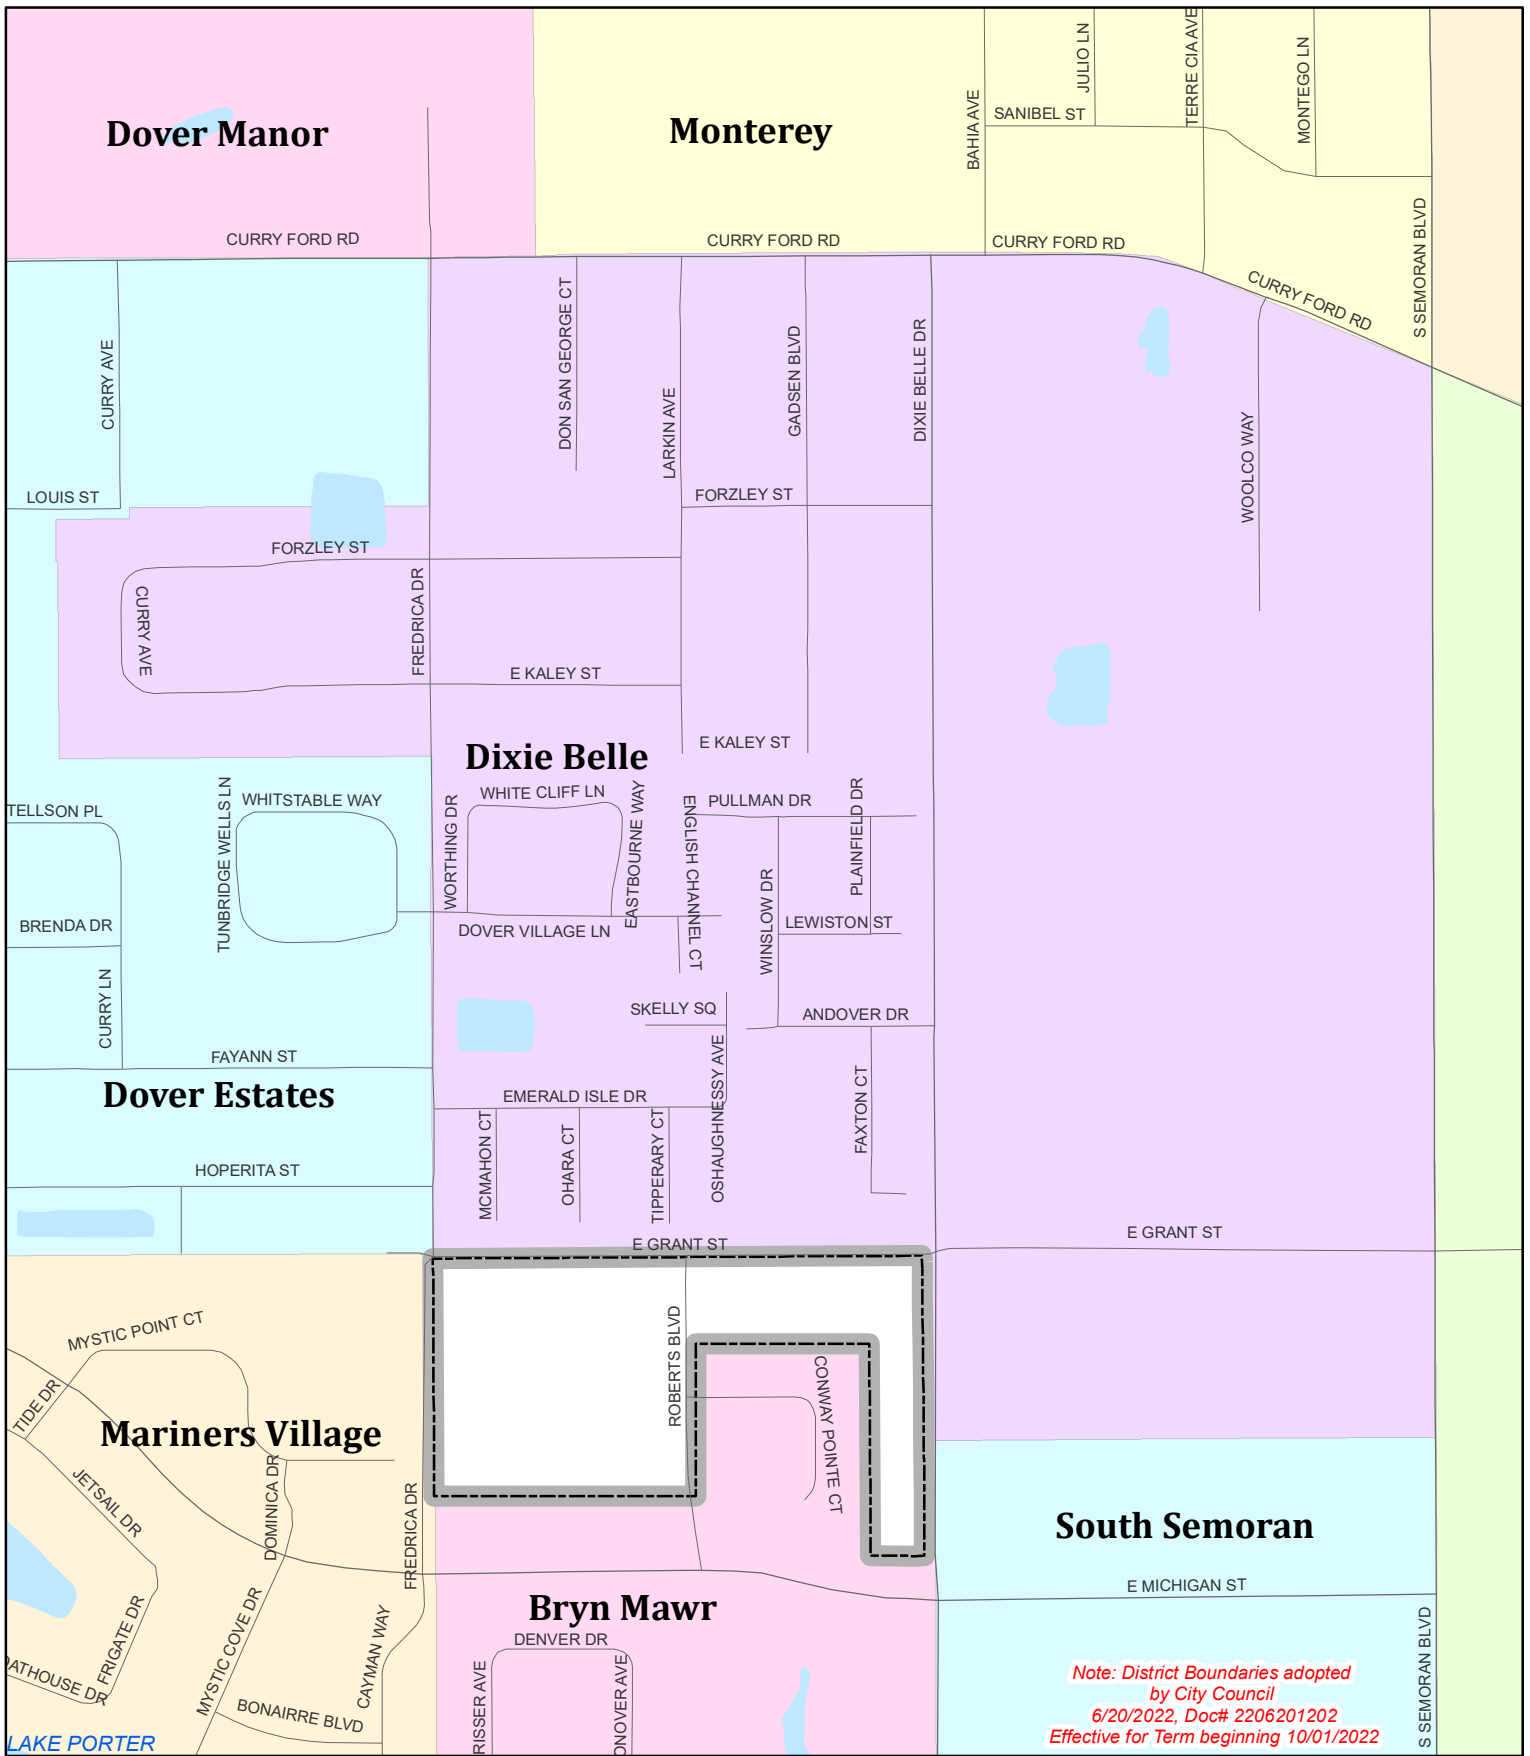 JULIO LN
TERRE CIA AVE
MONTEGO LN
BAHIA AVE
SANIBEL ST
Dover Manor
Monterey
S SEMORAN BLVD
CURRY FORD RD
CURRY FORD RD
CURRY FORD RD
CURRY FORD RD
CURRY AVE
DON SAN GEORGE CT
LARKIN AVE
GADSEN BLVD
DIXIE BELLE DR
WOOLCO WAY
LOUIS ST
FORZLEY ST
FORZLEY ST
CURRY AVE
FREDRICA DR
E KALEY ST
E KALEY ST
Dixie Belle
TELLSON PL
TUNBRIDGE WELLS LN
WHITSTABLE WAY
WORTHING DR
WHITE CLIFF LN
EASTBOURNE WAY
ENGLISH CHANNEL CT
PULLMAN DR
PLAINFIELD DR
WINSLOW DR
LEWISTON ST
BRENDA DR
DOVER VILLAGE LN
CURRY LN
SKELLY SQ
ANDOVER DR
FAYANN ST
OSHAUGHNESSY AVE
FAXTON CT
Dover Estates
EMERALD ISLE DR
MCMAHON CT
OHARA CT
TIPPERARY CT
HOPERITA ST
E GRANT ST
E GRANT ST
MYSTIC POINT CT
ROBERTS BLVD
CONWAY POINTE CT
TIDE DR
Mariners Village
JETSAIL DR
DOMINICA DR
FREDRICA DR
South Semoran
E MICHIGAN ST
Bryn Mawr
FRIGATE DR
MYSTIC COVE DR
CAYMAN WAY
DENVER DR
OATHOUSE DR
BONAIRRE BLVD
RISSER AVE
ONOVER AVE
S SEMORAN BLVD
LAKE PORTER
Note: District Boundaries adopted
by City Council
6/20/2022, Doc# 2206201202
Effective for Term beginning 10/01/2022